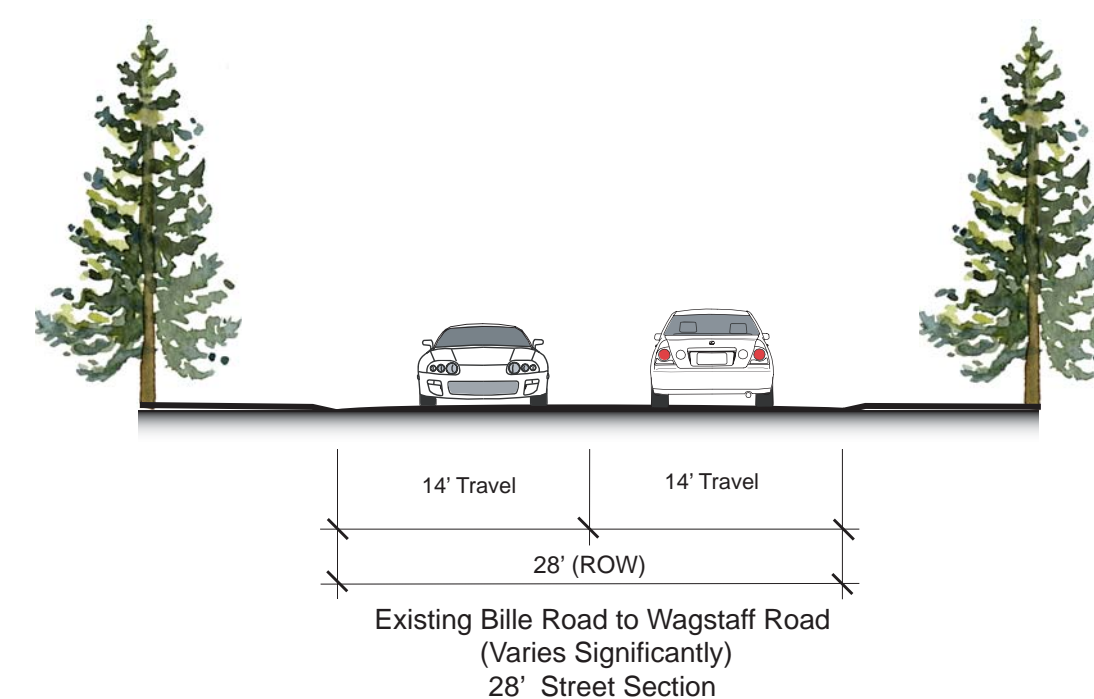 14’ Travel
14’ Travel
28’ (ROW)
Existing Bille Road to Wagstaff Road
(Varies Significantly)
28’ Street Section